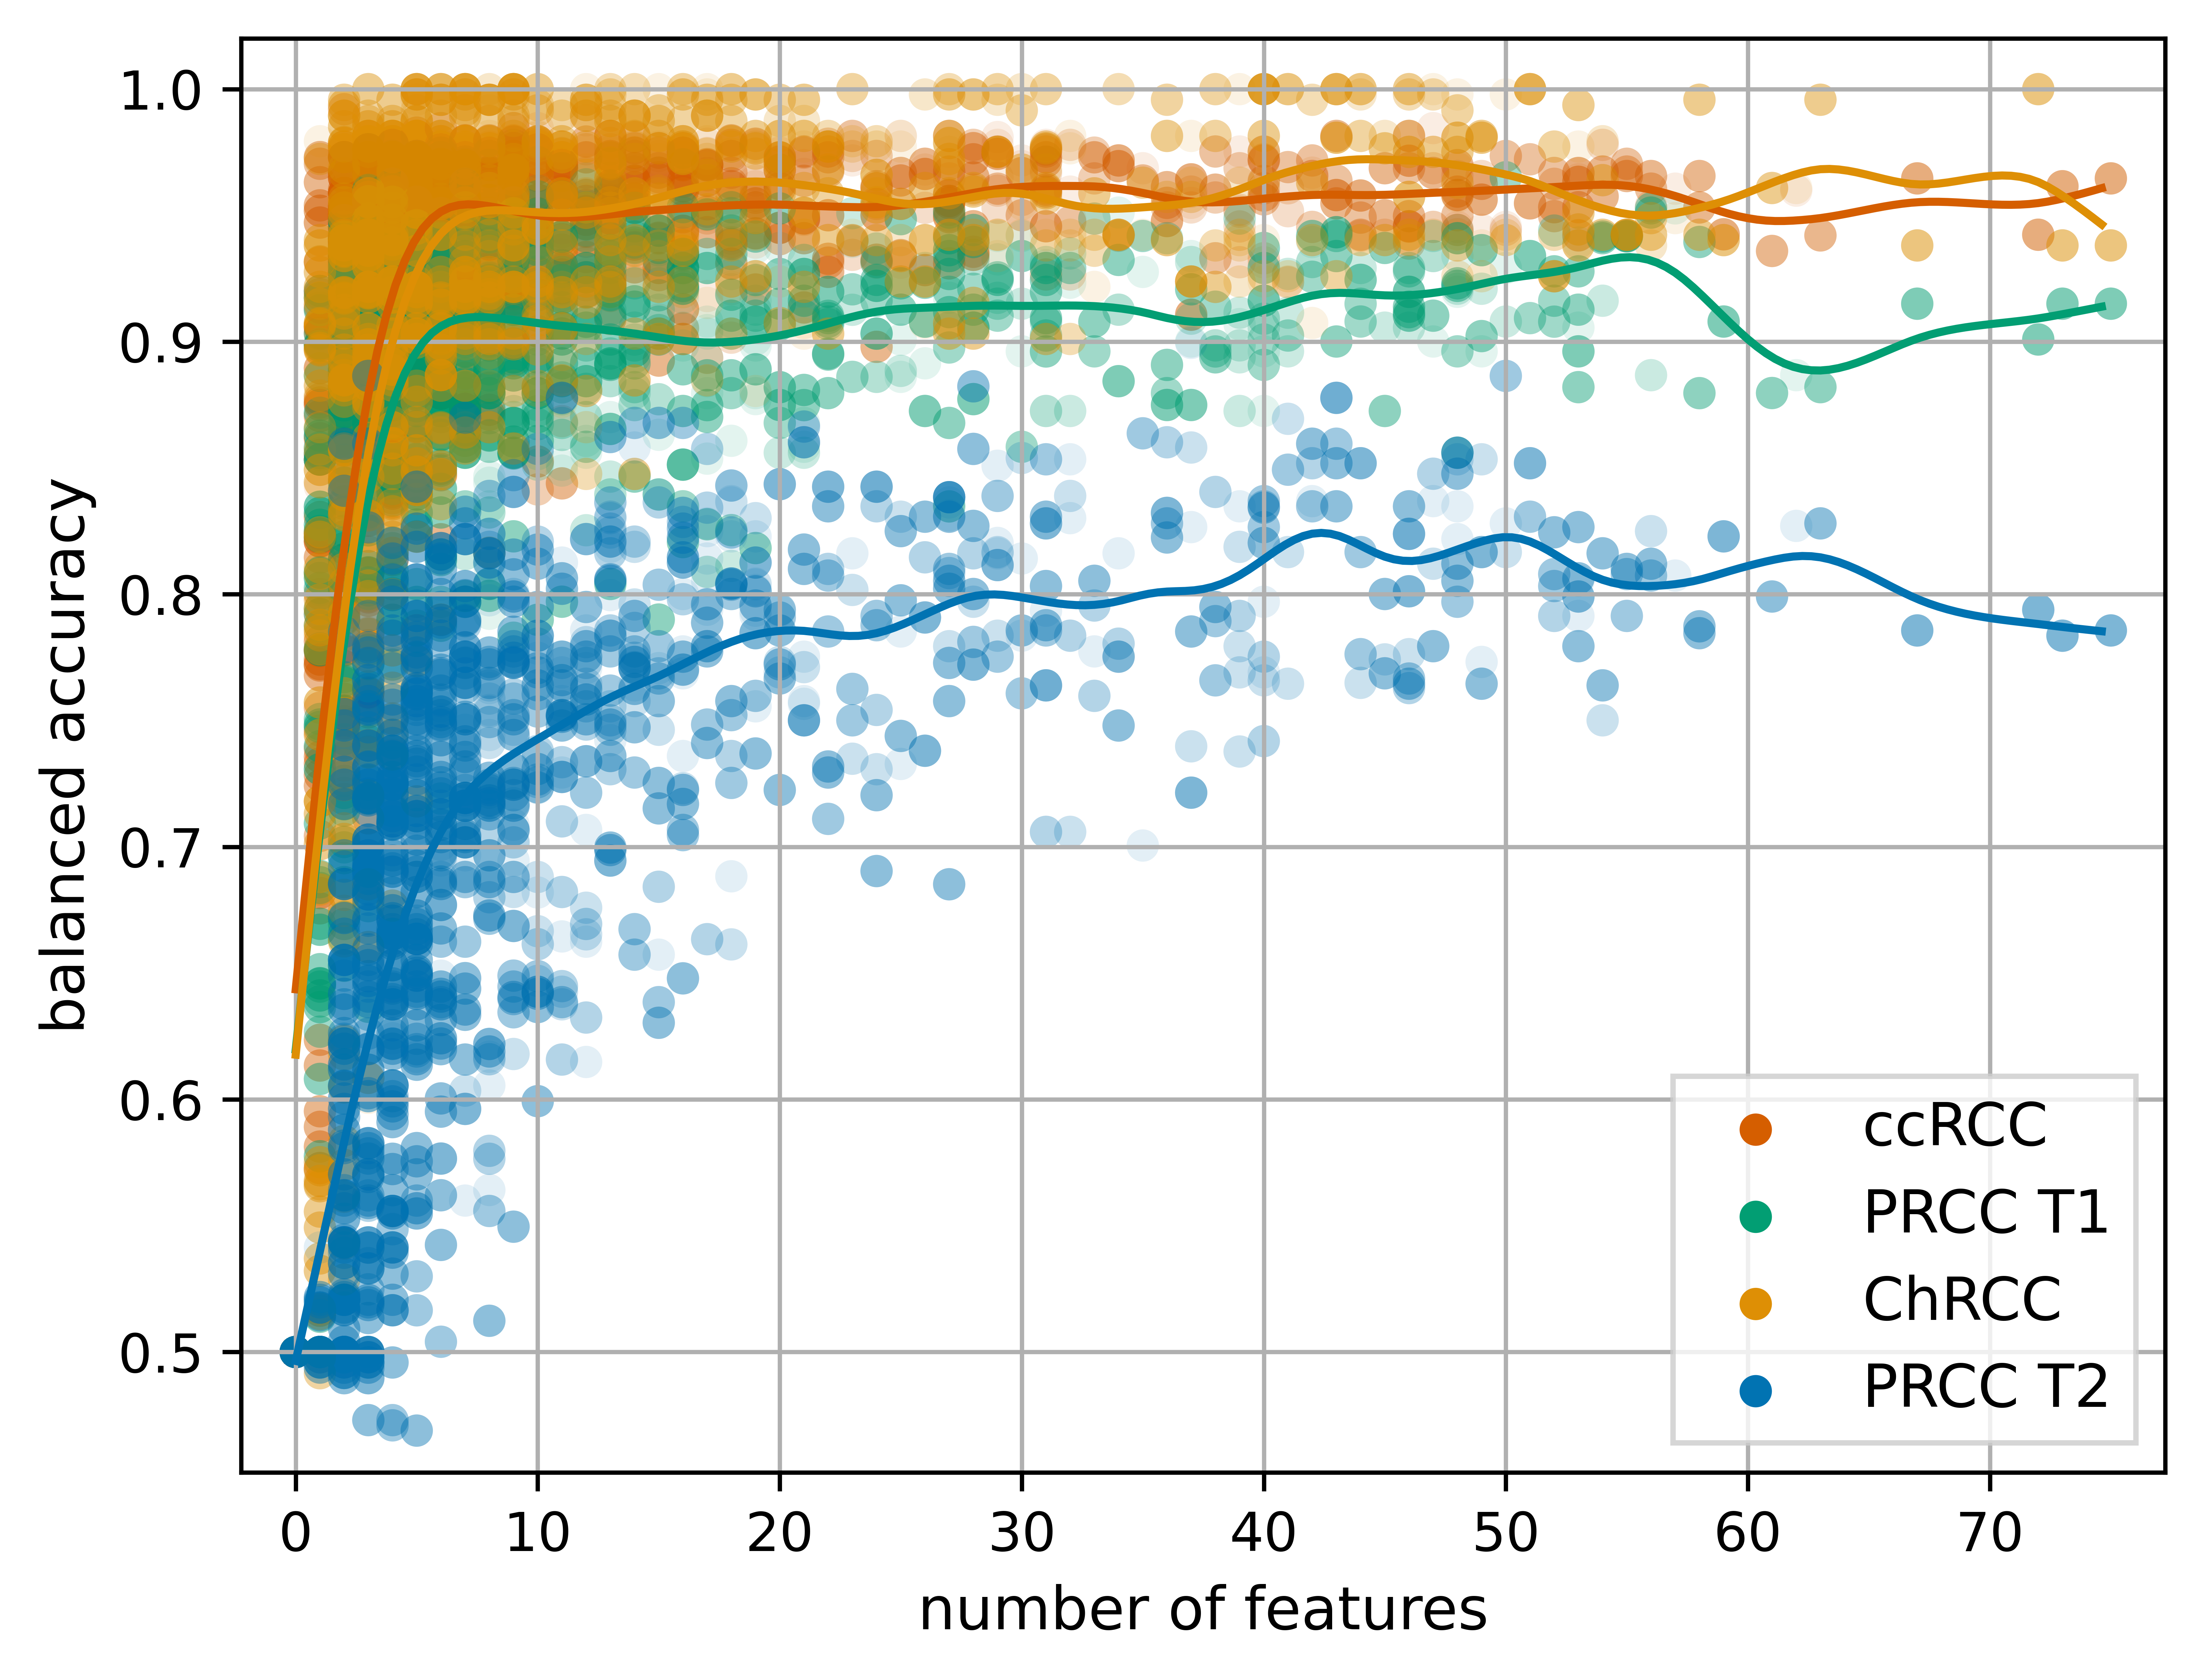 1.0
0.9
0.8
0.7
0.6
0.5
balanced accuracy
ccRCC
PRCC T1
ChRCC
PRCC T2
0 10 20 30 40 50 60 70
number of features